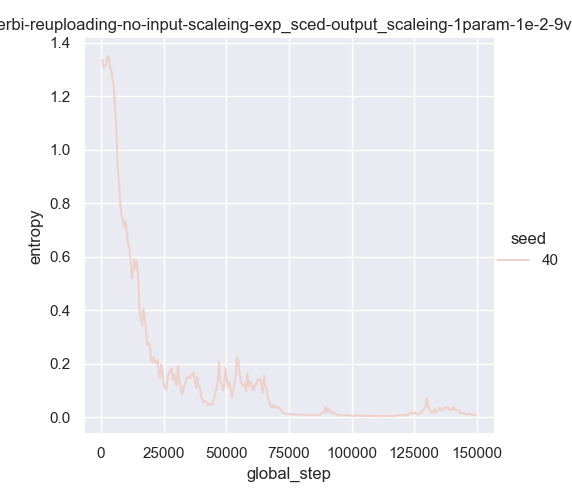 erbi-reuploading-no-input-scaleing-exp_sced-output_scaleing-1param-1e-2-9v
1.4
1.2
1.0
0.8
0.6
0.4
0.2
0.0
entropy
seed
40
0 25000 50000 75000 100000 125000 150000
global_step